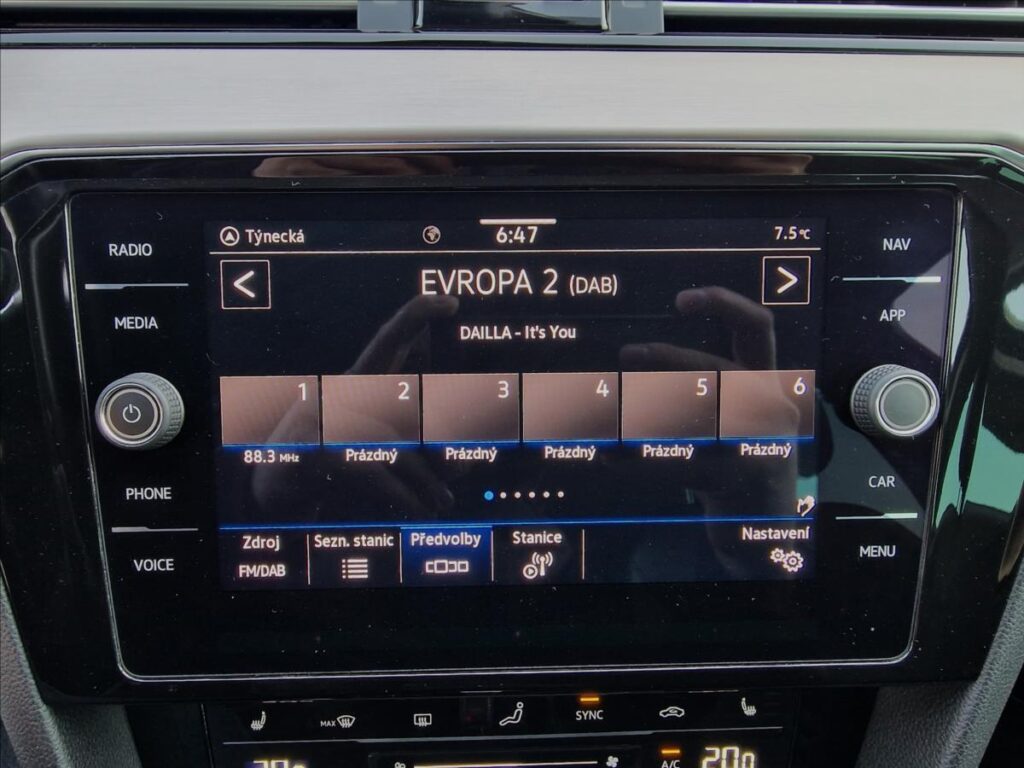 RADIO
MEDIA
PHONE
VOICE
Týnecká 6:47 7.5°C
< EVROPA 2 (DAB) >
DAILLA - It's You
1 2 3 4 5 6
88.3 MHz Prázdný Prázdný Prázdný Prázdný Prázdný
Zdroj Sezn. stanic Předvolby Stanice Nastavení
FM/DAB
NAV
APP
CAR
MENU
MAX SYNC
A/C 20.0